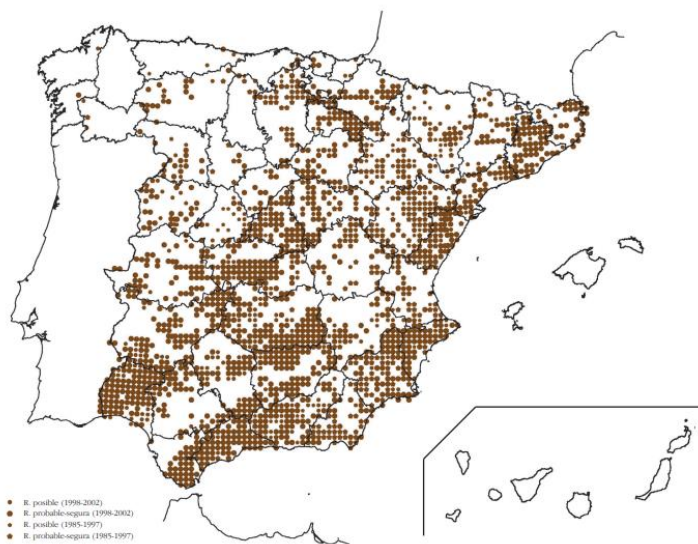 R. posible (1998-2002)
R. probable-segura (1998-2002)
R. posible (1985-1997)
R. probable-segura (1985-1997)